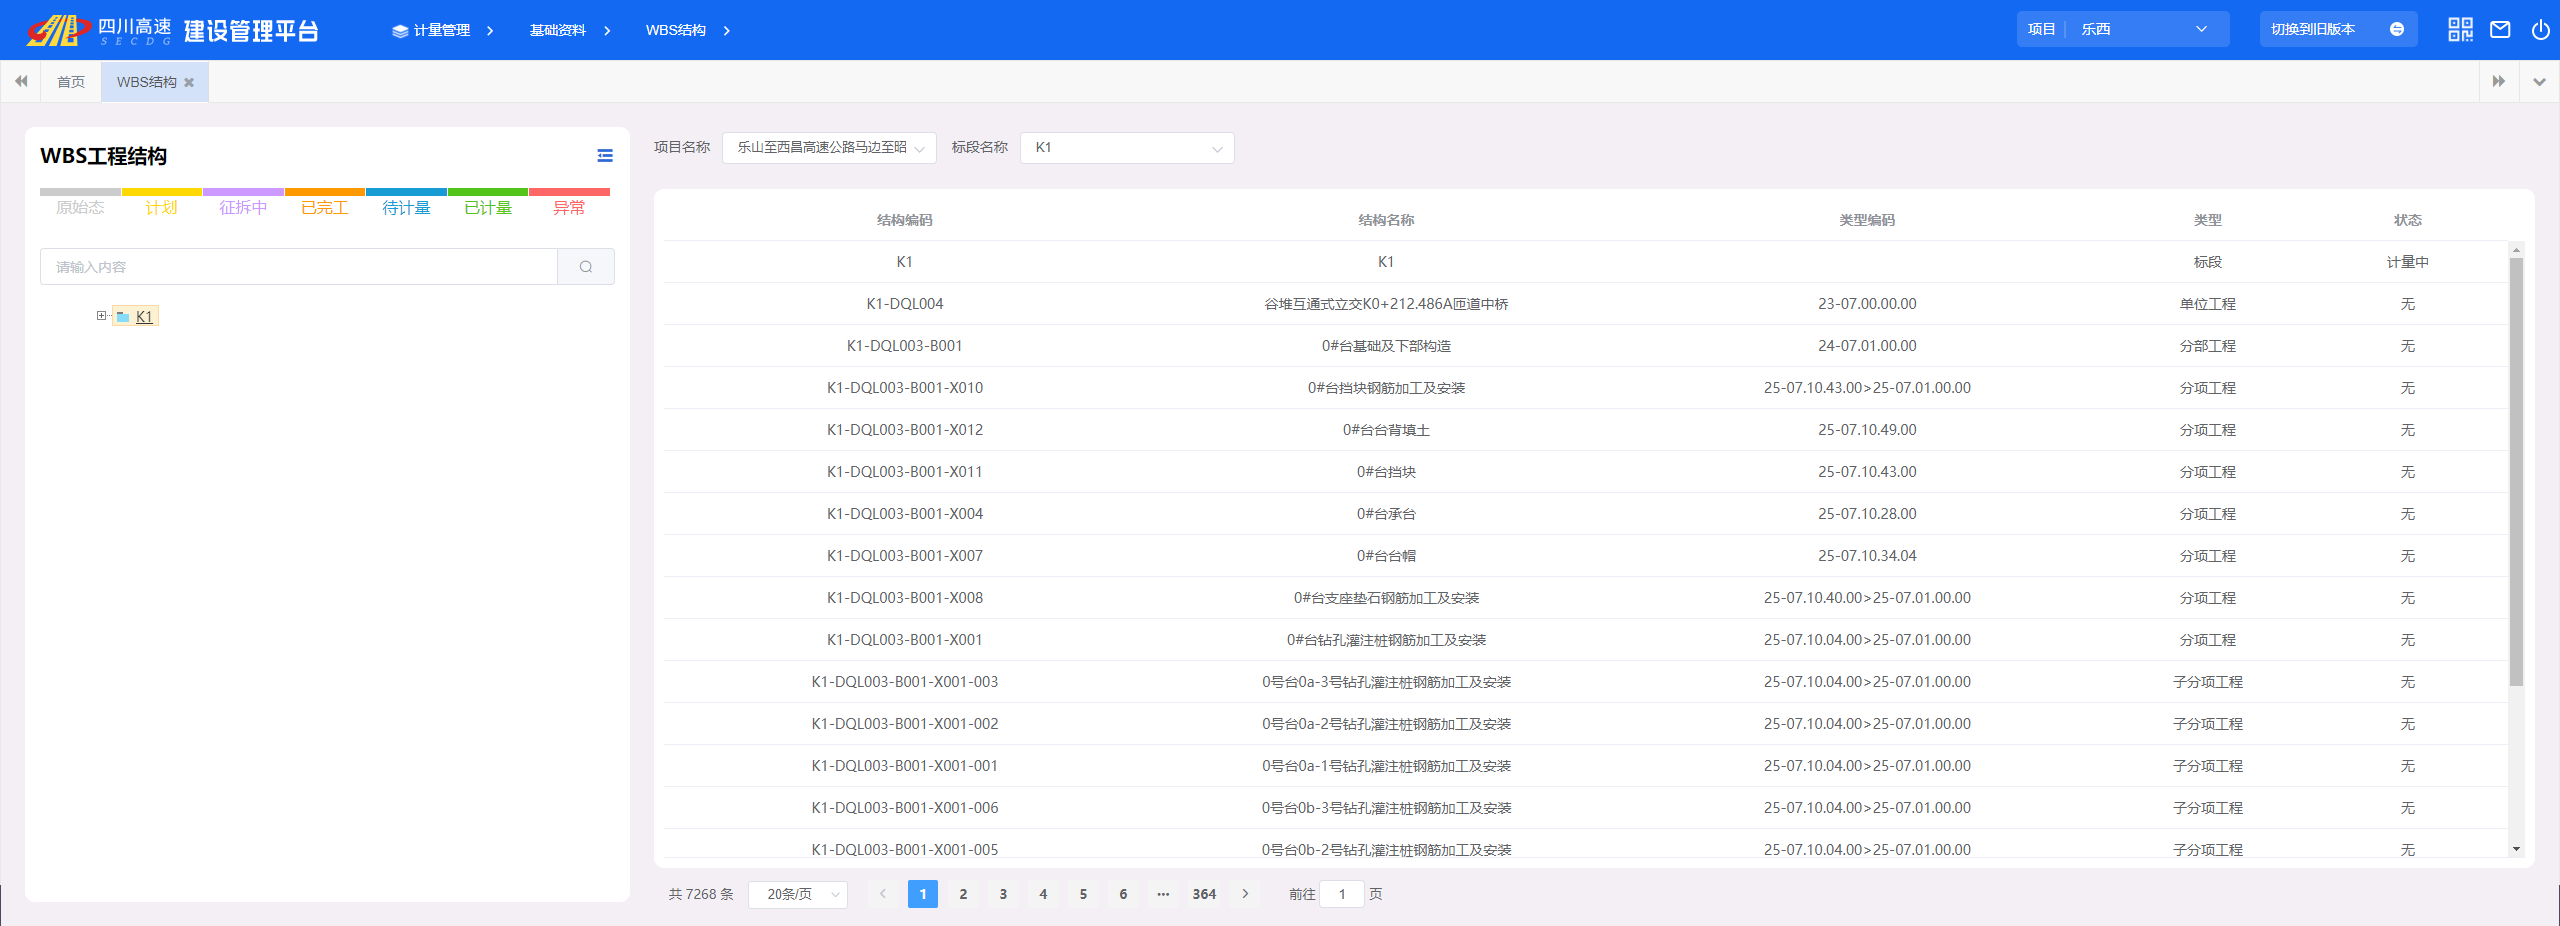 四川高速 SECDG 建设管理平台 计量管理 基础资料 WBS结构 项目 乐西 切换到旧版本
首页 WBS结构
WBS工程结构
原始态 计划 征拆中 已完工 待计量 已计量 异常
请输入内容
K1
项目名称 乐山至西昌高速公路马边至昭 标段名称 K1
结构编码 结构名称 类型编码 类型 状态
K1 K1 标段 计量中
K1-DQL004 谷堆互通式立交K0+212.486A匝道中桥 23-07.00.00.00 单位工程 无
K1-DQL003-B001 0#台基础及下部构造 24-07.01.00.00 分部工程 无
K1-DQL003-B001-X010 0#台挡块钢筋加工及安装 25-07.10.43.00>25-07.01.00.00 分项工程 无
K1-DQL003-B001-X012 0#台台背填土 25-07.10.49.00 分项工程 无
K1-DQL003-B001-X011 0#台挡块 25-07.10.43.00 分项工程 无
K1-DQL003-B001-X004 0#台承台 25-07.10.28.00 分项工程 无
K1-DQL003-B001-X007 0#台台帽 25-07.10.34.04 分项工程 无
K1-DQL003-B001-X008 0#台支座垫石钢筋加工及安装 25-07.10.40.00>25-07.01.00.00 分项工程 无
K1-DQL003-B001-X001 0#台钻孔灌注桩钢筋加工及安装 25-07.10.04.00>25-07.01.00.00 分项工程 无
K1-DQL003-B001-X001-003 0号台0a-3号钻孔灌注桩钢筋加工及安装 25-07.10.04.00>25-07.01.00.00 子分项工程 无
K1-DQL003-B001-X001-002 0号台0a-2号钻孔灌注桩钢筋加工及安装 25-07.10.04.00>25-07.01.00.00 子分项工程 无
K1-DQL003-B001-X001-001 0号台0a-1号钻孔灌注桩钢筋加工及安装 25-07.10.04.00>25-07.01.00.00 子分项工程 无
K1-DQL003-B001-X001-006 0号台0b-3号钻孔灌注桩钢筋加工及安装 25-07.10.04.00>25-07.01.00.00 子分项工程 无
K1-DQL003-B001-X001-005 0号台0b-2号钻孔灌注桩钢筋加工及安装 25-07.10.04.00>25-07.01.00.00 子分项工程 无
共 7268 条 20条/页 1 2 3 4 5 6 ··· 364 前往 1 页